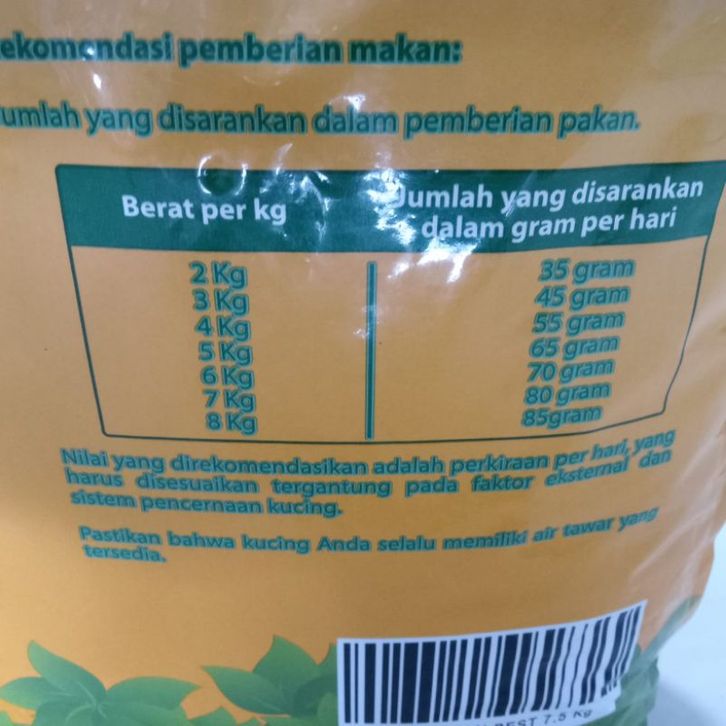 ekomendasi pemberian makan:
umlah yang disarankan dalam pemberian pakan.
Berat per kg
Jumlah yang disarankan
dalam gram per hari
2 Kg 35 gram
3 Kg 45 gram
4 Kg 55 gram
5 Kg 65 gram
6 Kg 70 gram
7 Kg 80 gram
8 Kg 85gram
Nilai yang direkomendasikan adalah perkiraan per hari, yang
harus disesuaikan tergantung pada faktor eksternal dan
sistem pencernaan kucing.
Pastikan bahwa kucing Anda selalu memiliki air tawar yang
tersedia.
7.5 Kg